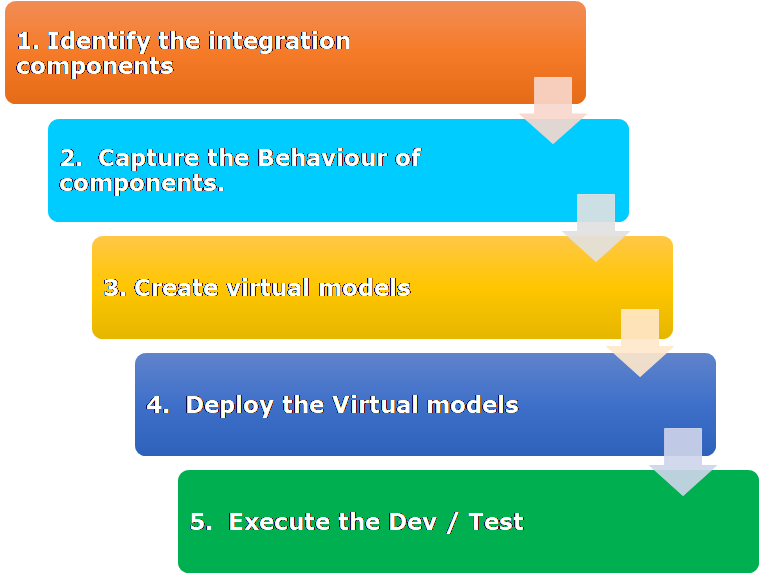 1. Identify the integration
components
2.  Capture the Behaviour of
components.
3. Create virtual models
4.  Deploy the Virtual models
5.  Execute the Dev / Test